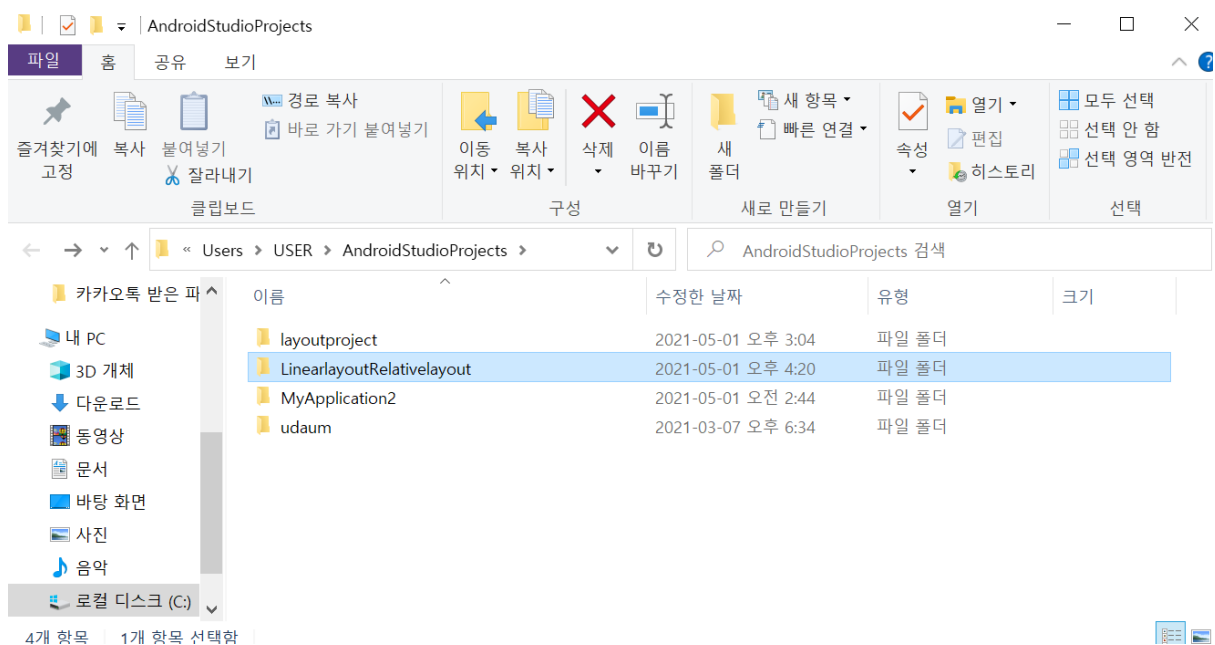 AndroidStudioProjects
파일 홈 공유 보기
즐겨찾기에 고정
복사
붙여넣기
경로 복사
바로 가기 붙여넣기
잘라내기
클립보드
이동 위치
복사 위치
삭제
이름 바꾸기
구성
새 폴더
새 항목
빠른 연결
새로 만들기
속성
열기
편집
히스토리
열기
모두 선택
선택 안 함
선택 영역 반전
선택
« Users > USER > AndroidStudioProjects >
AndroidStudioProjects 검색
카카오톡 받은 파
내 PC
3D 개체
다운로드
동영상
문서
바탕 화면
사진
음악
로컬 디스크 (C:)
이름 수정한 날짜 유형 크기
layoutproject 2021-05-01 오후 3:04 파일 폴더
LinearlayoutRelativelayout 2021-05-01 오후 4:20 파일 폴더
MyApplication2 2021-05-01 오전 2:44 파일 폴더
udaum 2021-03-07 오후 6:34 파일 폴더
4개 항목 1개 항목 선택함